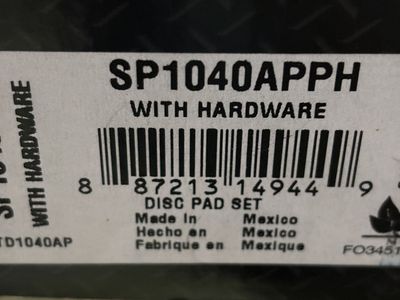 SP1040APPH
WITH HARDWARE
8 87213 14944 9
DISC PAD SET
Made in Mexico
Hecho en Mexico
Fabrique en Mexique
WITH HARDWARE
TD1040AP
FO3451